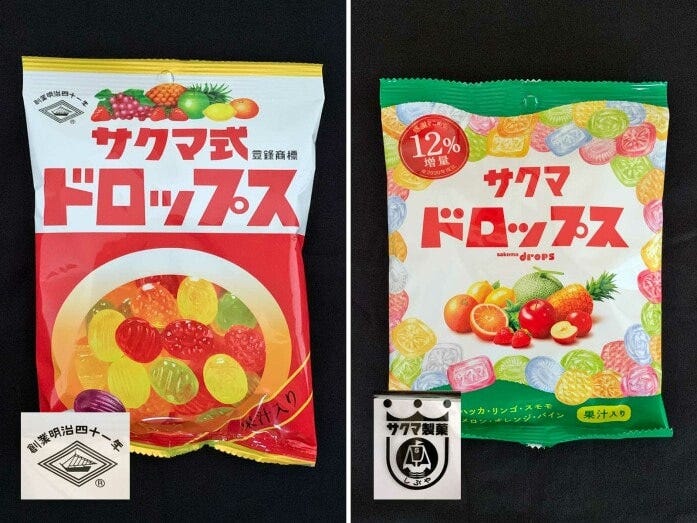 創業明治四十一年
®
サクマ式
登録商標
ドロップス
果汁入り
創業明治四十一年
®
12%
増量
サクマ
ドロップス
sakuma drops
ハッカ・リンゴ・スモモ
メロン・オレンジ・パイン
果汁入り
サクマ製菓
S
しぶや